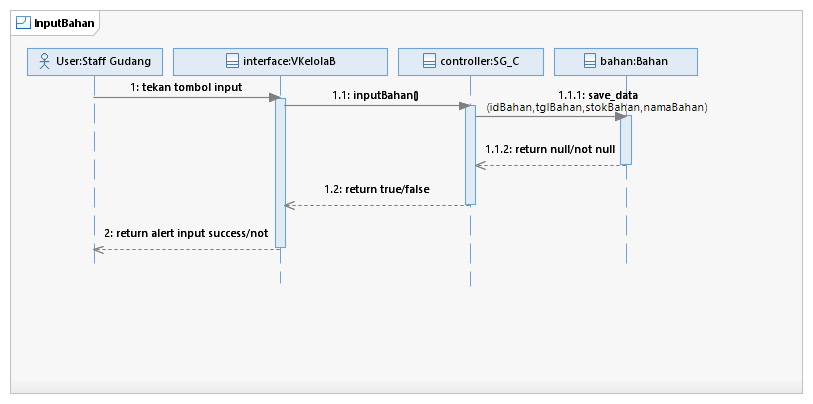 InputBahan
User:Staff Gudang
interface:VKelolaB
controller:SG_C
bahan:Bahan
1: tekan tombol input
1.1: inputBahan()
1.1.1: save_data
(idBahan,tglBahan,stokBahan,namaBahan)
1.1.2: return null/not null
1.2: return true/false
2: return alert input success/not